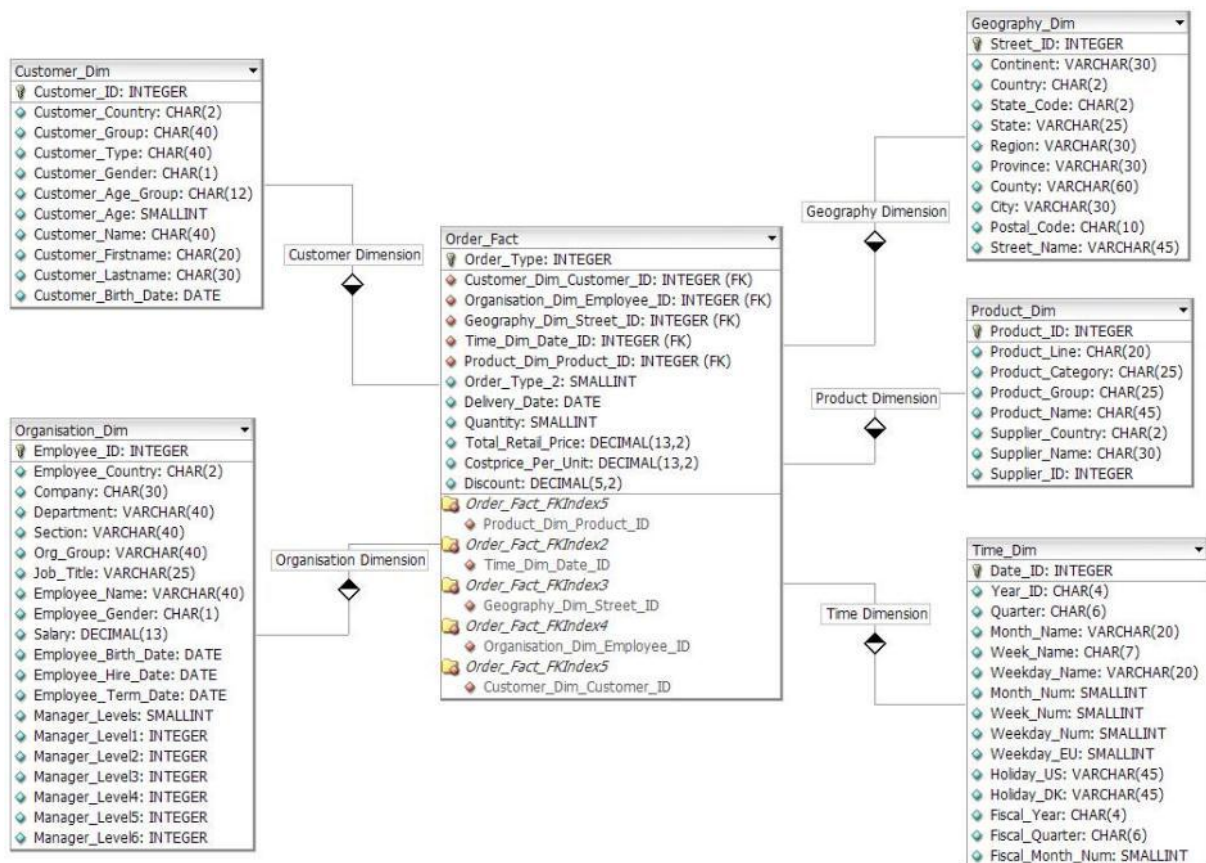 Customer_Dim
Customer_ID: INTEGER
Customer_Country: CHAR(2)
Customer_Group: CHAR(40)
Customer_Type: CHAR(40)
Customer_Gender: CHAR(1)
Customer_Age_Group: CHAR(12)
Customer_Age: SMALLINT
Customer_Name: CHAR(40)
Customer_Firstname: CHAR(20)
Customer_Lastname: CHAR(30)
Customer_Birth_Date: DATE
Organisation_Dim
Employee_ID: INTEGER
Employee_Country: CHAR(2)
Company: CHAR(30)
Department: VARCHAR(40)
Section: VARCHAR(40)
Org_Group: VARCHAR(40)
Job_Title: VARCHAR(25)
Employee_Name: VARCHAR(40)
Employee_Gender: CHAR(1)
Salary: DECIMAL(13)
Employee_Birth_Date: DATE
Employee_Hire_Date: DATE
Employee_Term_Date: DATE
Manager_Levels: SMALLINT
Manager_Level1: INTEGER
Manager_Level2: INTEGER
Manager_Level3: INTEGER
Manager_Level4: INTEGER
Manager_Level5: INTEGER
Manager_Level6: INTEGER
Customer Dimension
Organisation Dimension
Order_Fact
Order_Type: INTEGER
Customer_Dim_Customer_ID: INTEGER (FK)
Organisation_Dim_Employee_ID: INTEGER (FK)
Geography_Dim_Street_ID: INTEGER (FK)
Time_Dim_Date_ID: INTEGER (FK)
Product_Dim_Product_ID: INTEGER (FK)
Order_Type_2: SMALLINT
Delivery_Date: DATE
Quantity: SMALLINT
Total_Retail_Price: DECIMAL(13,2)
Costprice_Per_Unit: DECIMAL(13,2)
Discount: DECIMAL(5,2)
Order_Fact_FKIndex5
Product_Dim_Product_ID
Order_Fact_FKIndex2
Time_Dim_Date_ID
Order_Fact_FKIndex3
Geography_Dim_Street_ID
Order_Fact_FKIndex4
Organisation_Dim_Employee_ID
Order_Fact_FKIndex5
Customer_Dim_Customer_ID
Geography Dimension
Product Dimension
Time Dimension
Geography_Dim
Street_ID: INTEGER
Continent: VARCHAR(30)
Country: CHAR(2)
State_Code: CHAR(2)
State: VARCHAR(25)
Region: VARCHAR(30)
Province: VARCHAR(30)
County: VARCHAR(60)
City: VARCHAR(30)
Postal_Code: CHAR(10)
Street_Name: VARCHAR(45)
Product_Dim
Product_ID: INTEGER
Product_Line: CHAR(20)
Product_Category: CHAR(25)
Product_Group: CHAR(25)
Product_Name: CHAR(45)
Supplier_Country: CHAR(2)
Supplier_Name: CHAR(30)
Supplier_ID: INTEGER
Time_Dim
Date_ID: INTEGER
Year_ID: CHAR(4)
Quarter: CHAR(6)
Month_Name: VARCHAR(20)
Week_Name: CHAR(7)
Weekday_Name: VARCHAR(20)
Month_Num: SMALLINT
Week_Num: SMALLINT
Weekday_Num: SMALLINT
Weekday_EU: SMALLINT
Holiday_US: VARCHAR(45)
Holiday_DK: VARCHAR(45)
Fiscal_Year: CHAR(4)
Fiscal_Quarter: CHAR(6)
Fiscal_Month_Num: SMALLINT